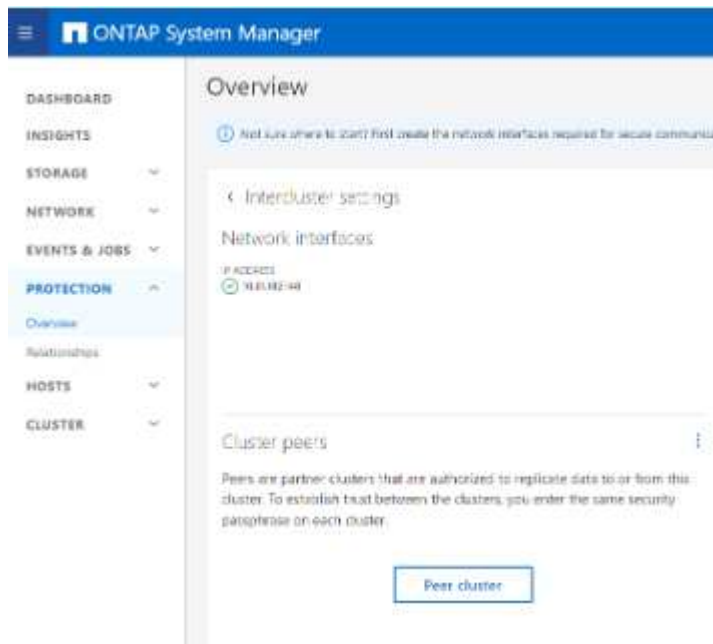 ONTAP System Manager
DASHBOARD
INSIGHTS
STORAGE
NETWORK
EVENTS & JOBS
PROTECTION
Overview
Relationships
HOSTS
CLUSTER
Overview
Not sure where to start? First create the network interfaces required for secure
Intercluster settings
Network interfaces
IP ADDRESS
Cluster peers
Peers are partner clusters that are authorized to replicate data to or from this
cluster. To establish trust between the clusters, you enter the same security
passphrase on each cluster.
Peer cluster